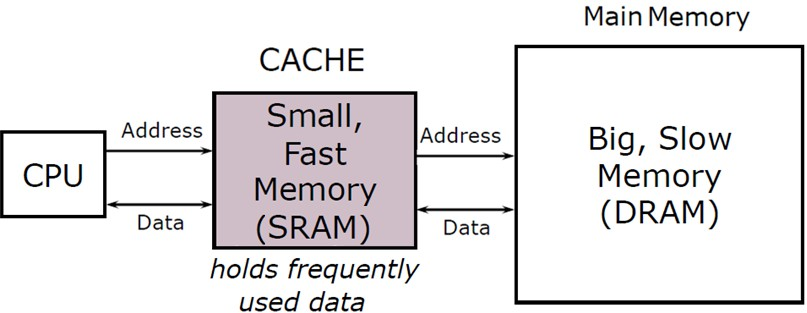 Main Memory
CACHE
CPU
Address
Data
Small,
Fast
Memory
(SRAM)
holds frequently
used data
Address
Data
Big, Slow
Memory
(DRAM)